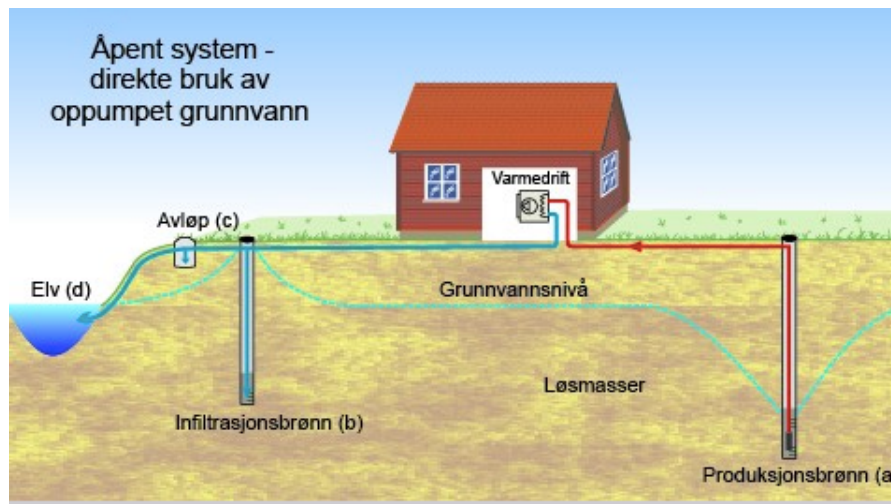 Åpent system -
direkte bruk av
oppumpet grunnvann
Varmedrift
Avløp (c)
Elv (d)
Grunnvannsnivå
Løsmasser
Infiltrasjonsbrønn (b)
Produksjonsbrønn (a